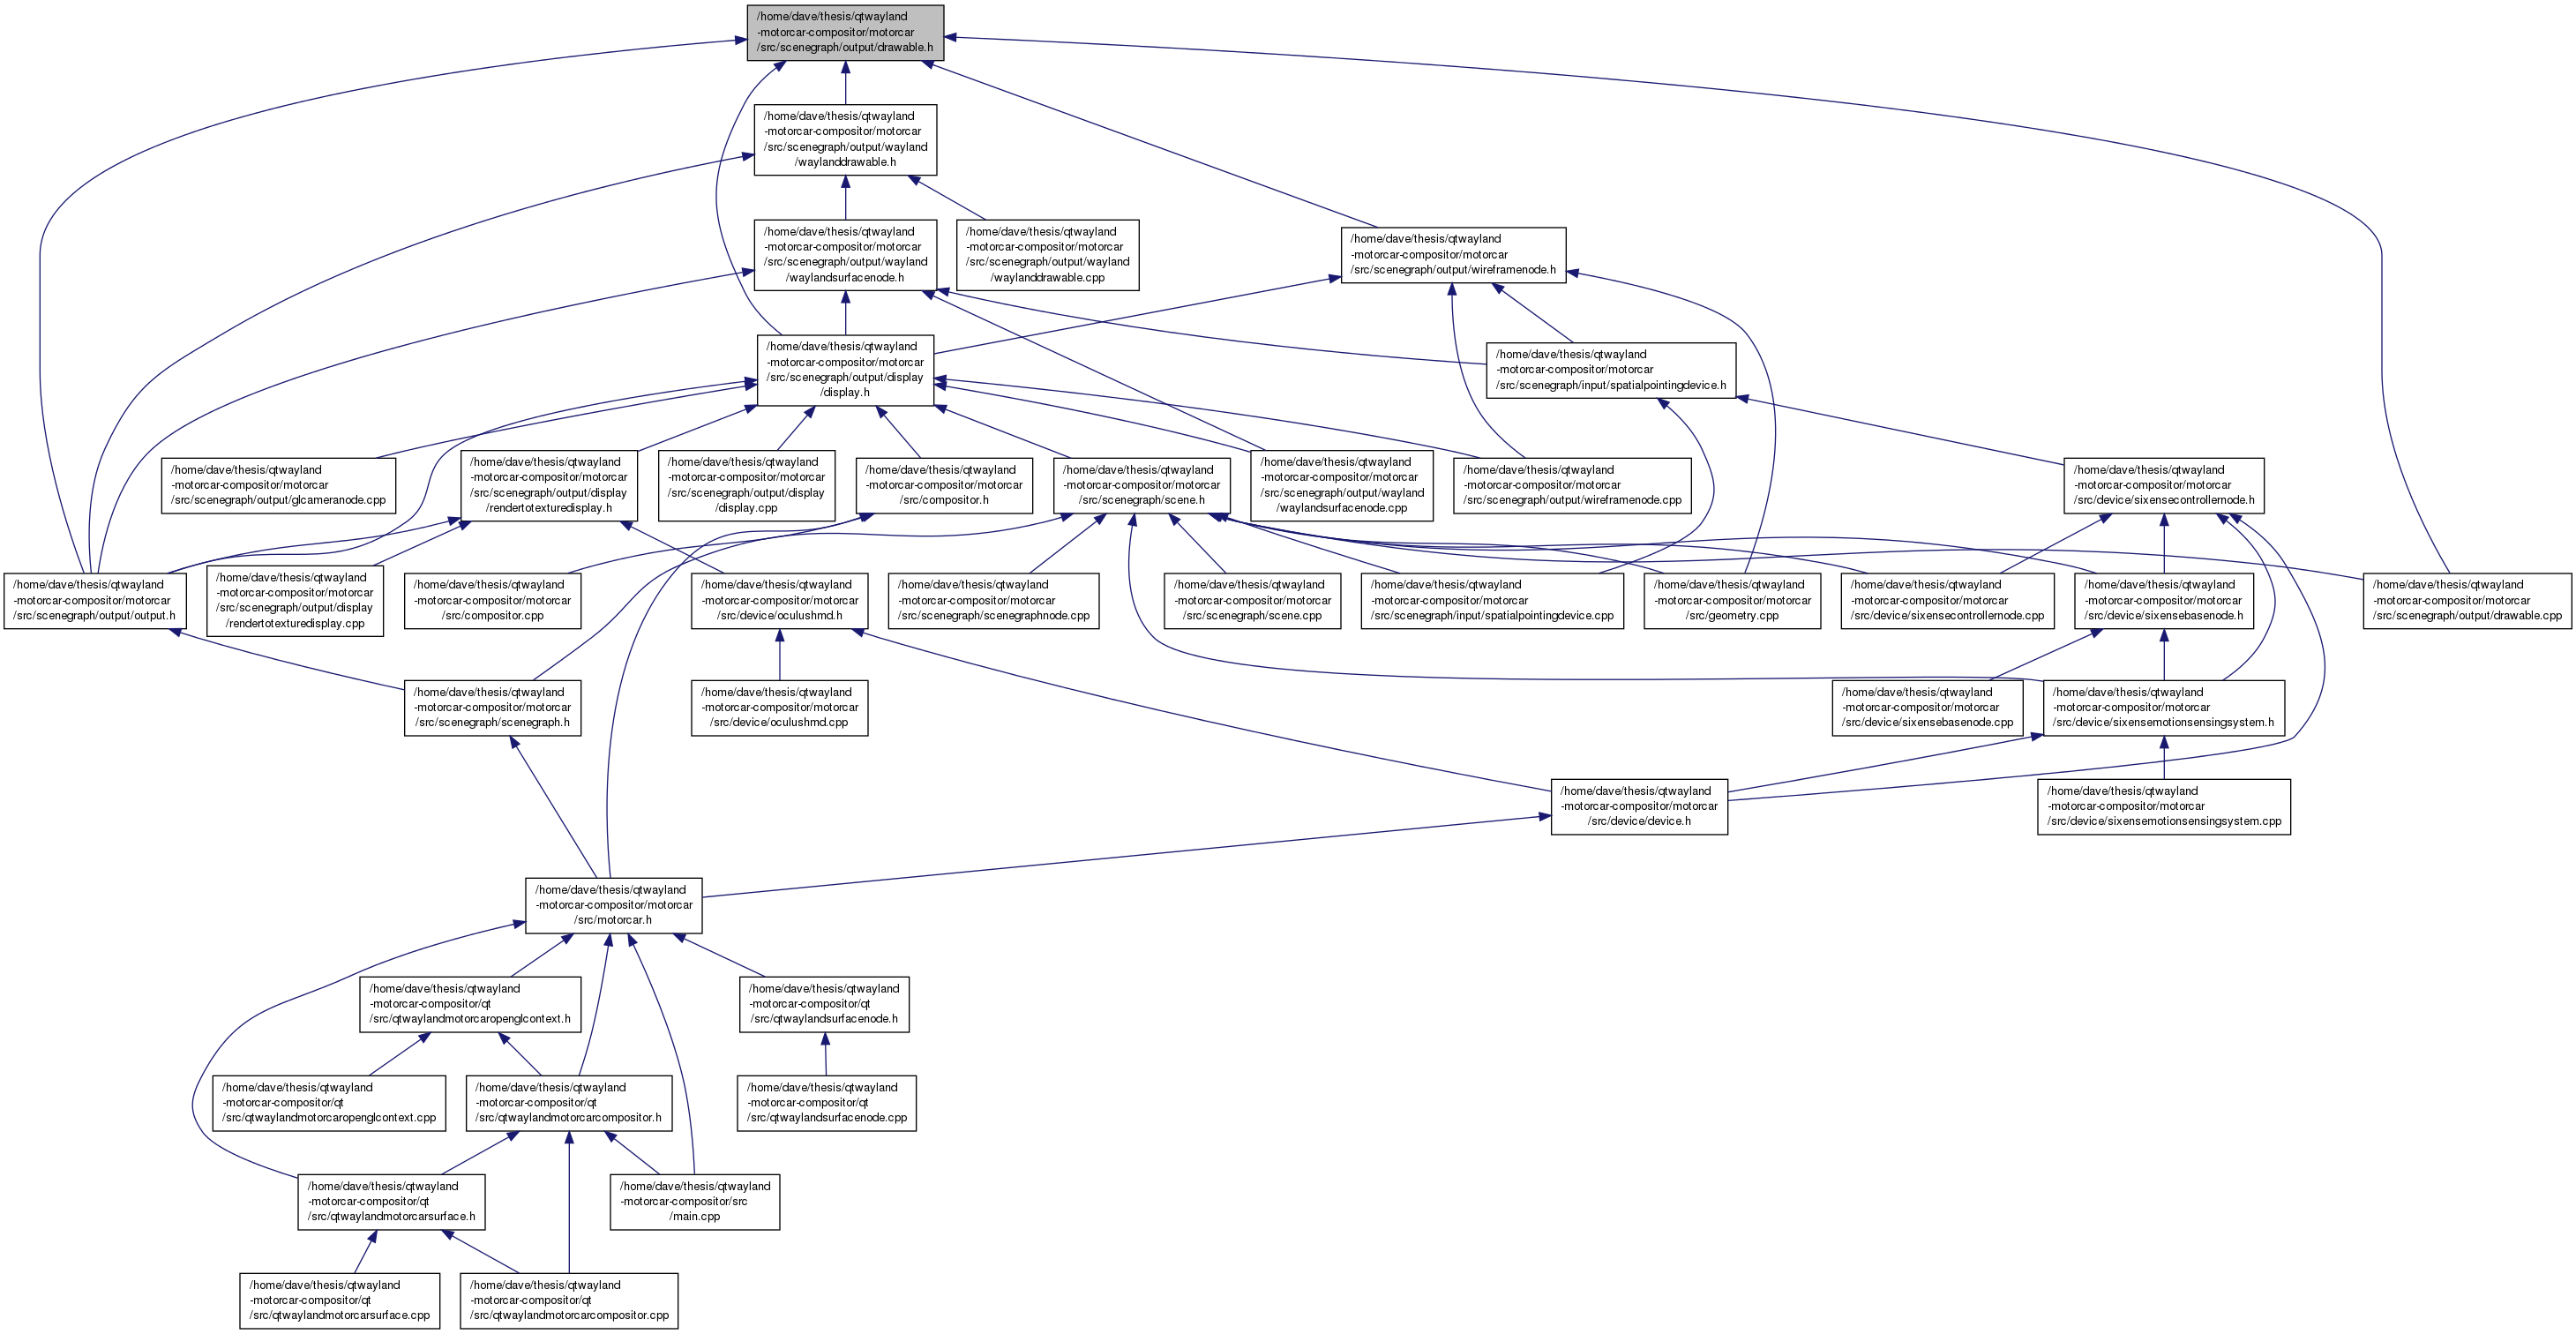 /home/dave/thesis/qtwayland
-motorcar-compositor/motorcar
/src/scenegraph/output/drawable.h
/home/dave/thesis/qtwayland
-motorcar-compositor/motorcar
/src/scenegraph/output/wayland
/waylanddrawable.h
/home/dave/thesis/qtwayland
-motorcar-compositor/motorcar
/src/scenegraph/output/wayland
/waylandsurfacenode.h
/home/dave/thesis/qtwayland
-motorcar-compositor/motorcar
/src/scenegraph/output/wayland
/waylanddrawable.cpp
/home/dave/thesis/qtwayland
-motorcar-compositor/motorcar
/src/scenegraph/output/wireframenode.h
/home/dave/thesis/qtwayland
-motorcar-compositor/motorcar
/src/scenegraph/output/display
/display.h
/home/dave/thesis/qtwayland
-motorcar-compositor/motorcar
/src/scenegraph/input/spatialpointingdevice.h
/home/dave/thesis/qtwayland
-motorcar-compositor/motorcar
/src/scenegraph/output/glcameranode.cpp
/home/dave/thesis/qtwayland
-motorcar-compositor/motorcar
/src/scenegraph/output/display
/rendertotexturedisplay.h
/home/dave/thesis/qtwayland
-motorcar-compositor/motorcar
/src/scenegraph/output/display
/display.cpp
/home/dave/thesis/qtwayland
-motorcar-compositor/motorcar
/src/compositor.h
/home/dave/thesis/qtwayland
-motorcar-compositor/motorcar
/src/scenegraph/scene.h
/home/dave/thesis/qtwayland
-motorcar-compositor/motorcar
/src/scenegraph/output/wayland
/waylandsurfacenode.cpp
/home/dave/thesis/qtwayland
-motorcar-compositor/motorcar
/src/scenegraph/output/wireframenode.cpp
/home/dave/thesis/qtwayland
-motorcar-compositor/motorcar
/src/device/sixensecontrollernode.h
/home/dave/thesis/qtwayland
-motorcar-compositor/motorcar
/src/scenegraph/output/output.h
/home/dave/thesis/qtwayland
-motorcar-compositor/motorcar
/src/scenegraph/output/display
/rendertotexturedisplay.cpp
/home/dave/thesis/qtwayland
-motorcar-compositor/motorcar
/src/compositor.cpp
/home/dave/thesis/qtwayland
-motorcar-compositor/motorcar
/src/device/oculushmd.h
/home/dave/thesis/qtwayland
-motorcar-compositor/motorcar
/src/scenegraph/scenegraphnode.cpp
/home/dave/thesis/qtwayland
-motorcar-compositor/motorcar
/src/scenegraph/scene.cpp
/home/dave/thesis/qtwayland
-motorcar-compositor/motorcar
/src/scenegraph/input/spatialpointingdevice.cpp
/home/dave/thesis/qtwayland
-motorcar-compositor/motorcar
/src/geometry.cpp
/home/dave/thesis/qtwayland
-motorcar-compositor/motorcar
/src/device/sixensecontrollernode.cpp
/home/dave/thesis/qtwayland
-motorcar-compositor/motorcar
/src/device/sixensebasenode.h
/home/dave/thesis/qtwayland
-motorcar-compositor/motorcar
/src/scenegraph/output/drawable.cpp
/home/dave/thesis/qtwayland
-motorcar-compositor/motorcar
/src/scenegraph/scenegraph.h
/home/dave/thesis/qtwayland
-motorcar-compositor/motorcar
/src/device/oculushmd.cpp
/home/dave/thesis/qtwayland
-motorcar-compositor/motorcar
/src/device/sixensebasenode.cpp
/home/dave/thesis/qtwayland
-motorcar-compositor/motorcar
/src/device/sixensemotionsensingsystem.h
/home/dave/thesis/qtwayland
-motorcar-compositor/motorcar
/src/device/device.h
/home/dave/thesis/qtwayland
-motorcar-compositor/motorcar
/src/device/sixensemotionsensingsystem.cpp
/home/dave/thesis/qtwayland
-motorcar-compositor/motorcar
/src/motorcar.h
/home/dave/thesis/qtwayland
-motorcar-compositor/qt
/src/qtwaylandmotorcaropenglcontext.h
/home/dave/thesis/qtwayland
-motorcar-compositor/qt
/src/qtwaylandsurfacenode.h
/home/dave/thesis/qtwayland
-motorcar-compositor/qt
/src/qtwaylandmotorcaropenglcontext.cpp
/home/dave/thesis/qtwayland
-motorcar-compositor/qt
/src/qtwaylandmotorcarcompositor.h
/home/dave/thesis/qtwayland
-motorcar-compositor/qt
/src/qtwaylandsurfacenode.cpp
/home/dave/thesis/qtwayland
-motorcar-compositor/qt
/src/qtwaylandmotorcarsurface.h
/home/dave/thesis/qtwayland
-motorcar-compositor/src
/main.cpp
/home/dave/thesis/qtwayland
-motorcar-compositor/qt
/src/qtwaylandmotorcarsurface.cpp
/home/dave/thesis/qtwayland
-motorcar-compositor/qt
/src/qtwaylandmotorcarcompositor.cpp